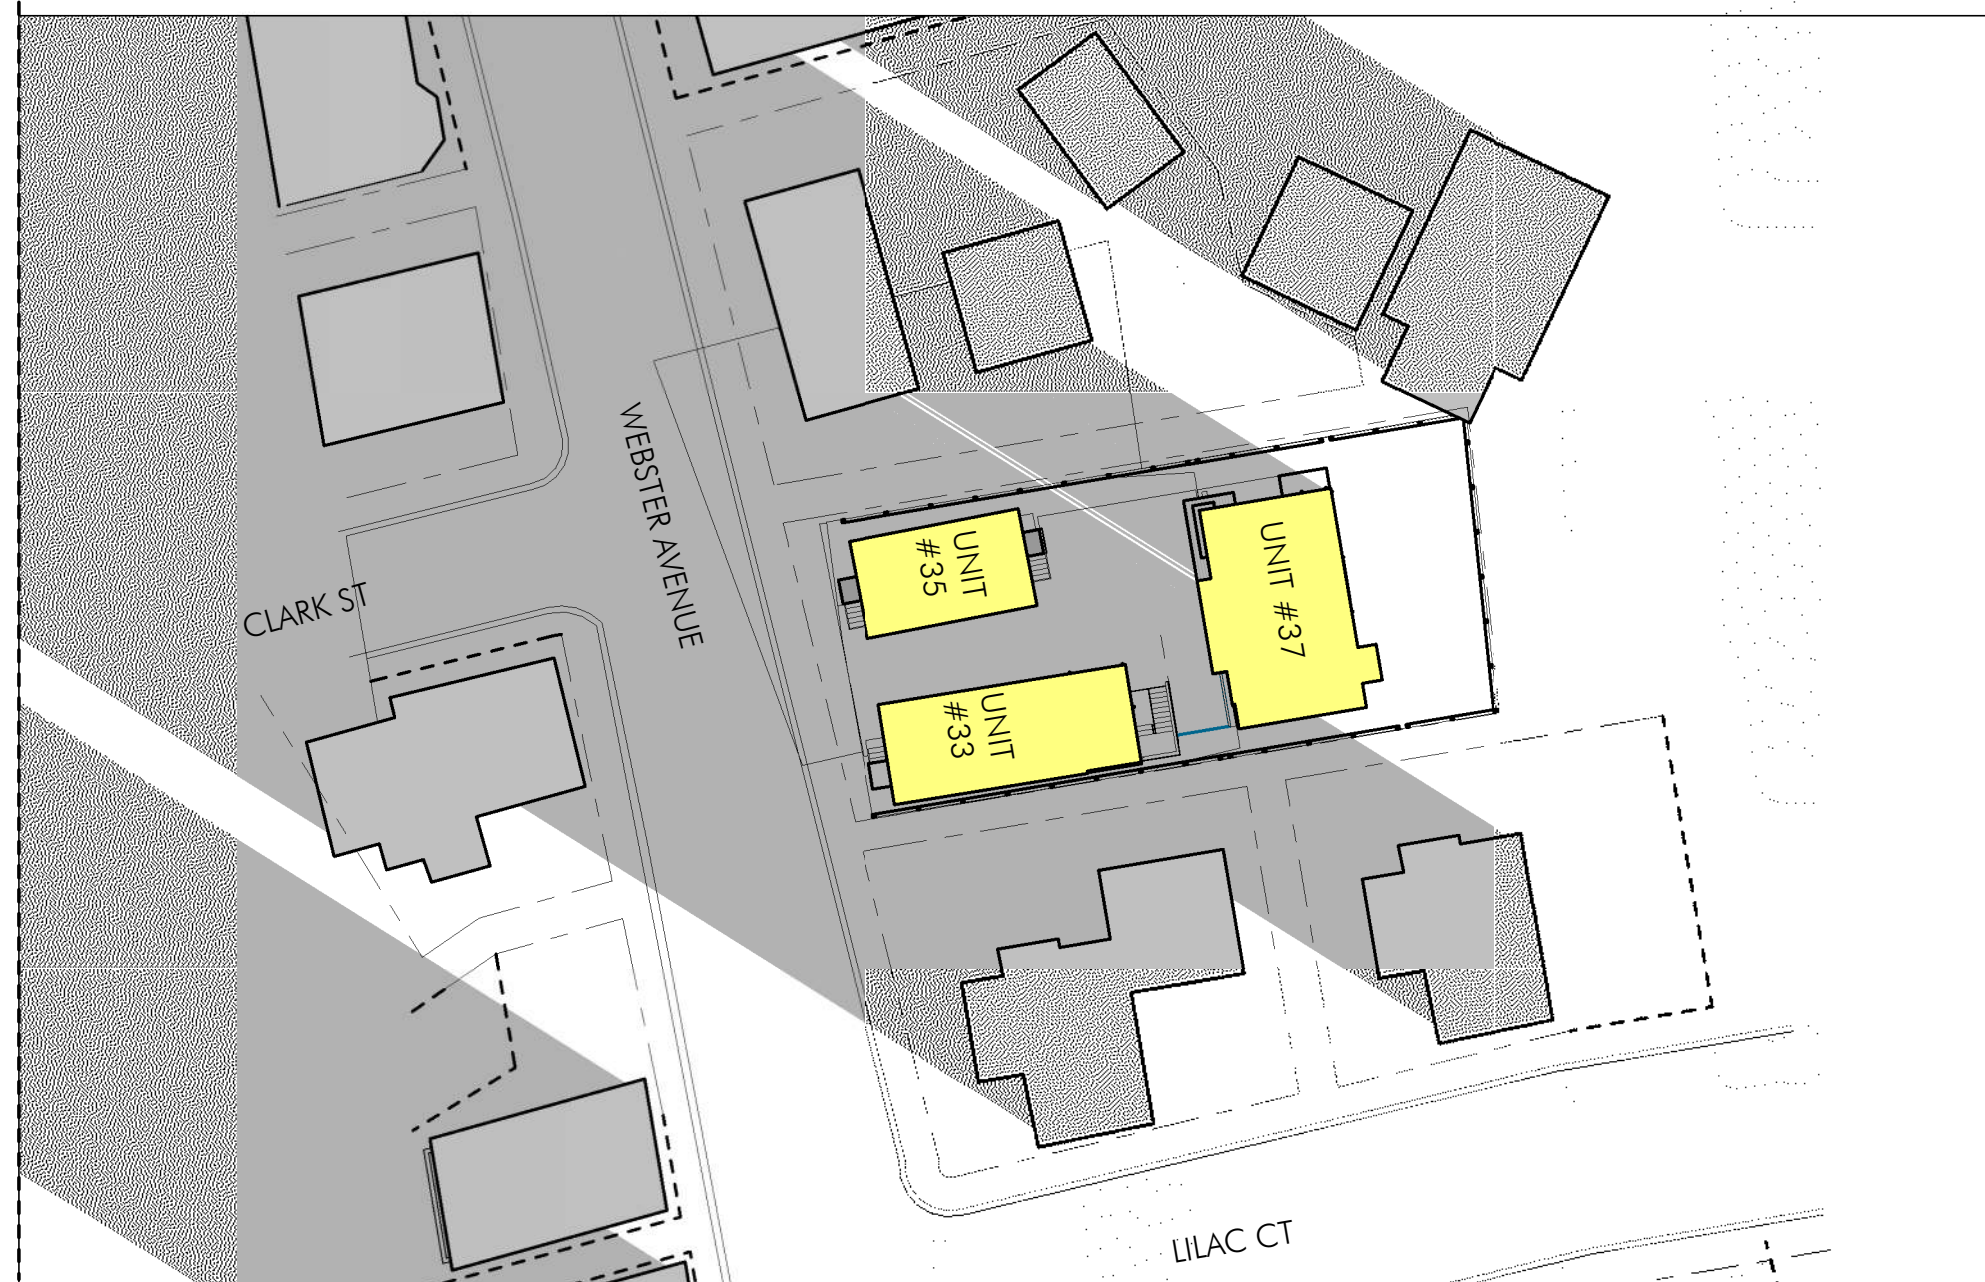 WEBSTER AVENUE
CLARK ST
UNIT
#35
UNIT #37
UNIT
#33
LILAC CT